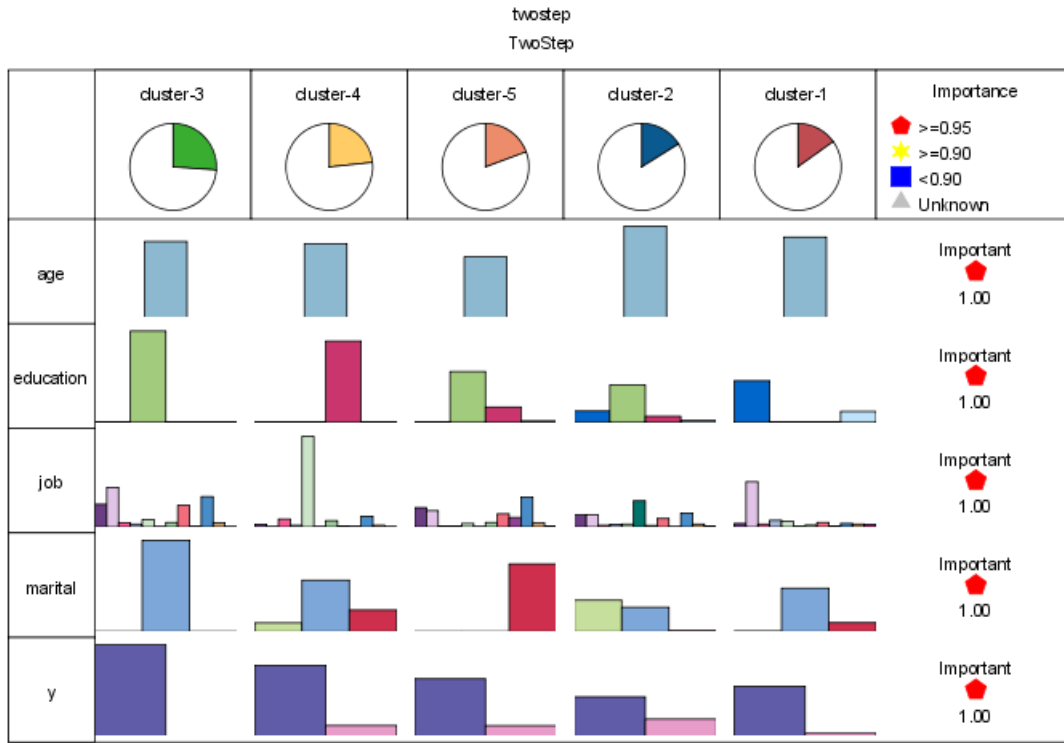 twostep
TwoStep
cluster-3
cluster-4
cluster-5
cluster-2
cluster-1
Importance
>=0.95
>=0.90
<0.90
Unknown
age
Important
1.00
education
Important
1.00
job
Important
1.00
marital
Important
1.00
y
Important
1.00